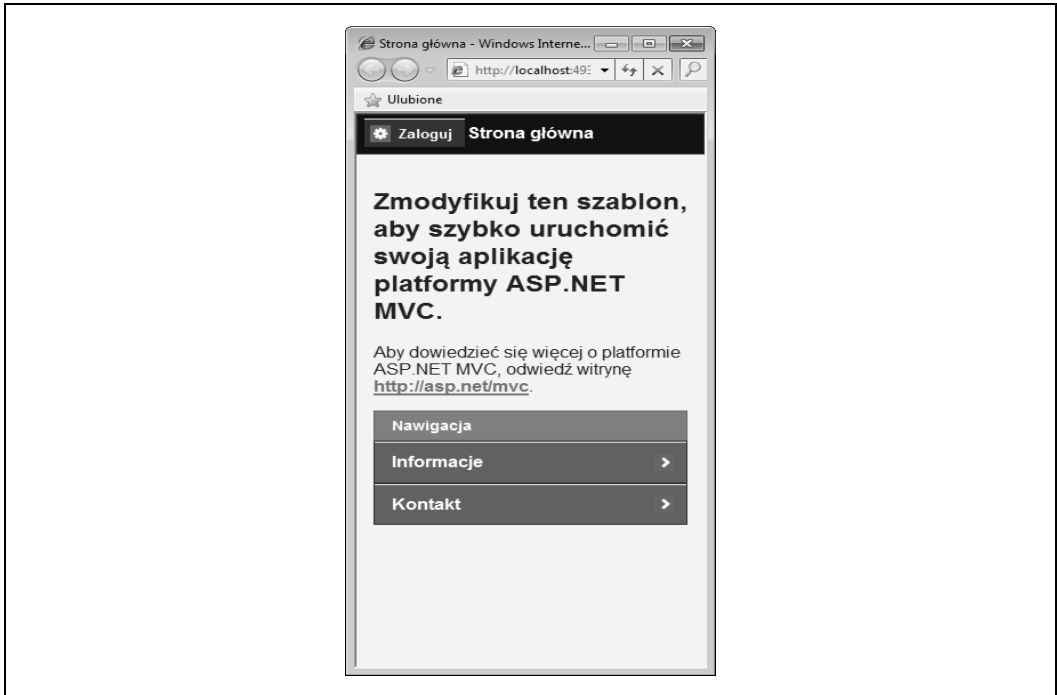 Strona główna - Windows Interne...
http://localhost:49
Ulubione
Zaloguj Strona główna
Zmodyfikuj ten szablon,
aby szybko uruchomić
swoją aplikację
platformy ASP.NET
MVC.
Aby dowiedzieć się więcej o platformie
ASP.NET MVC, odwiedź witrynę
http://asp.net/mvc.
Nawigacja
Informacje
Kontakt